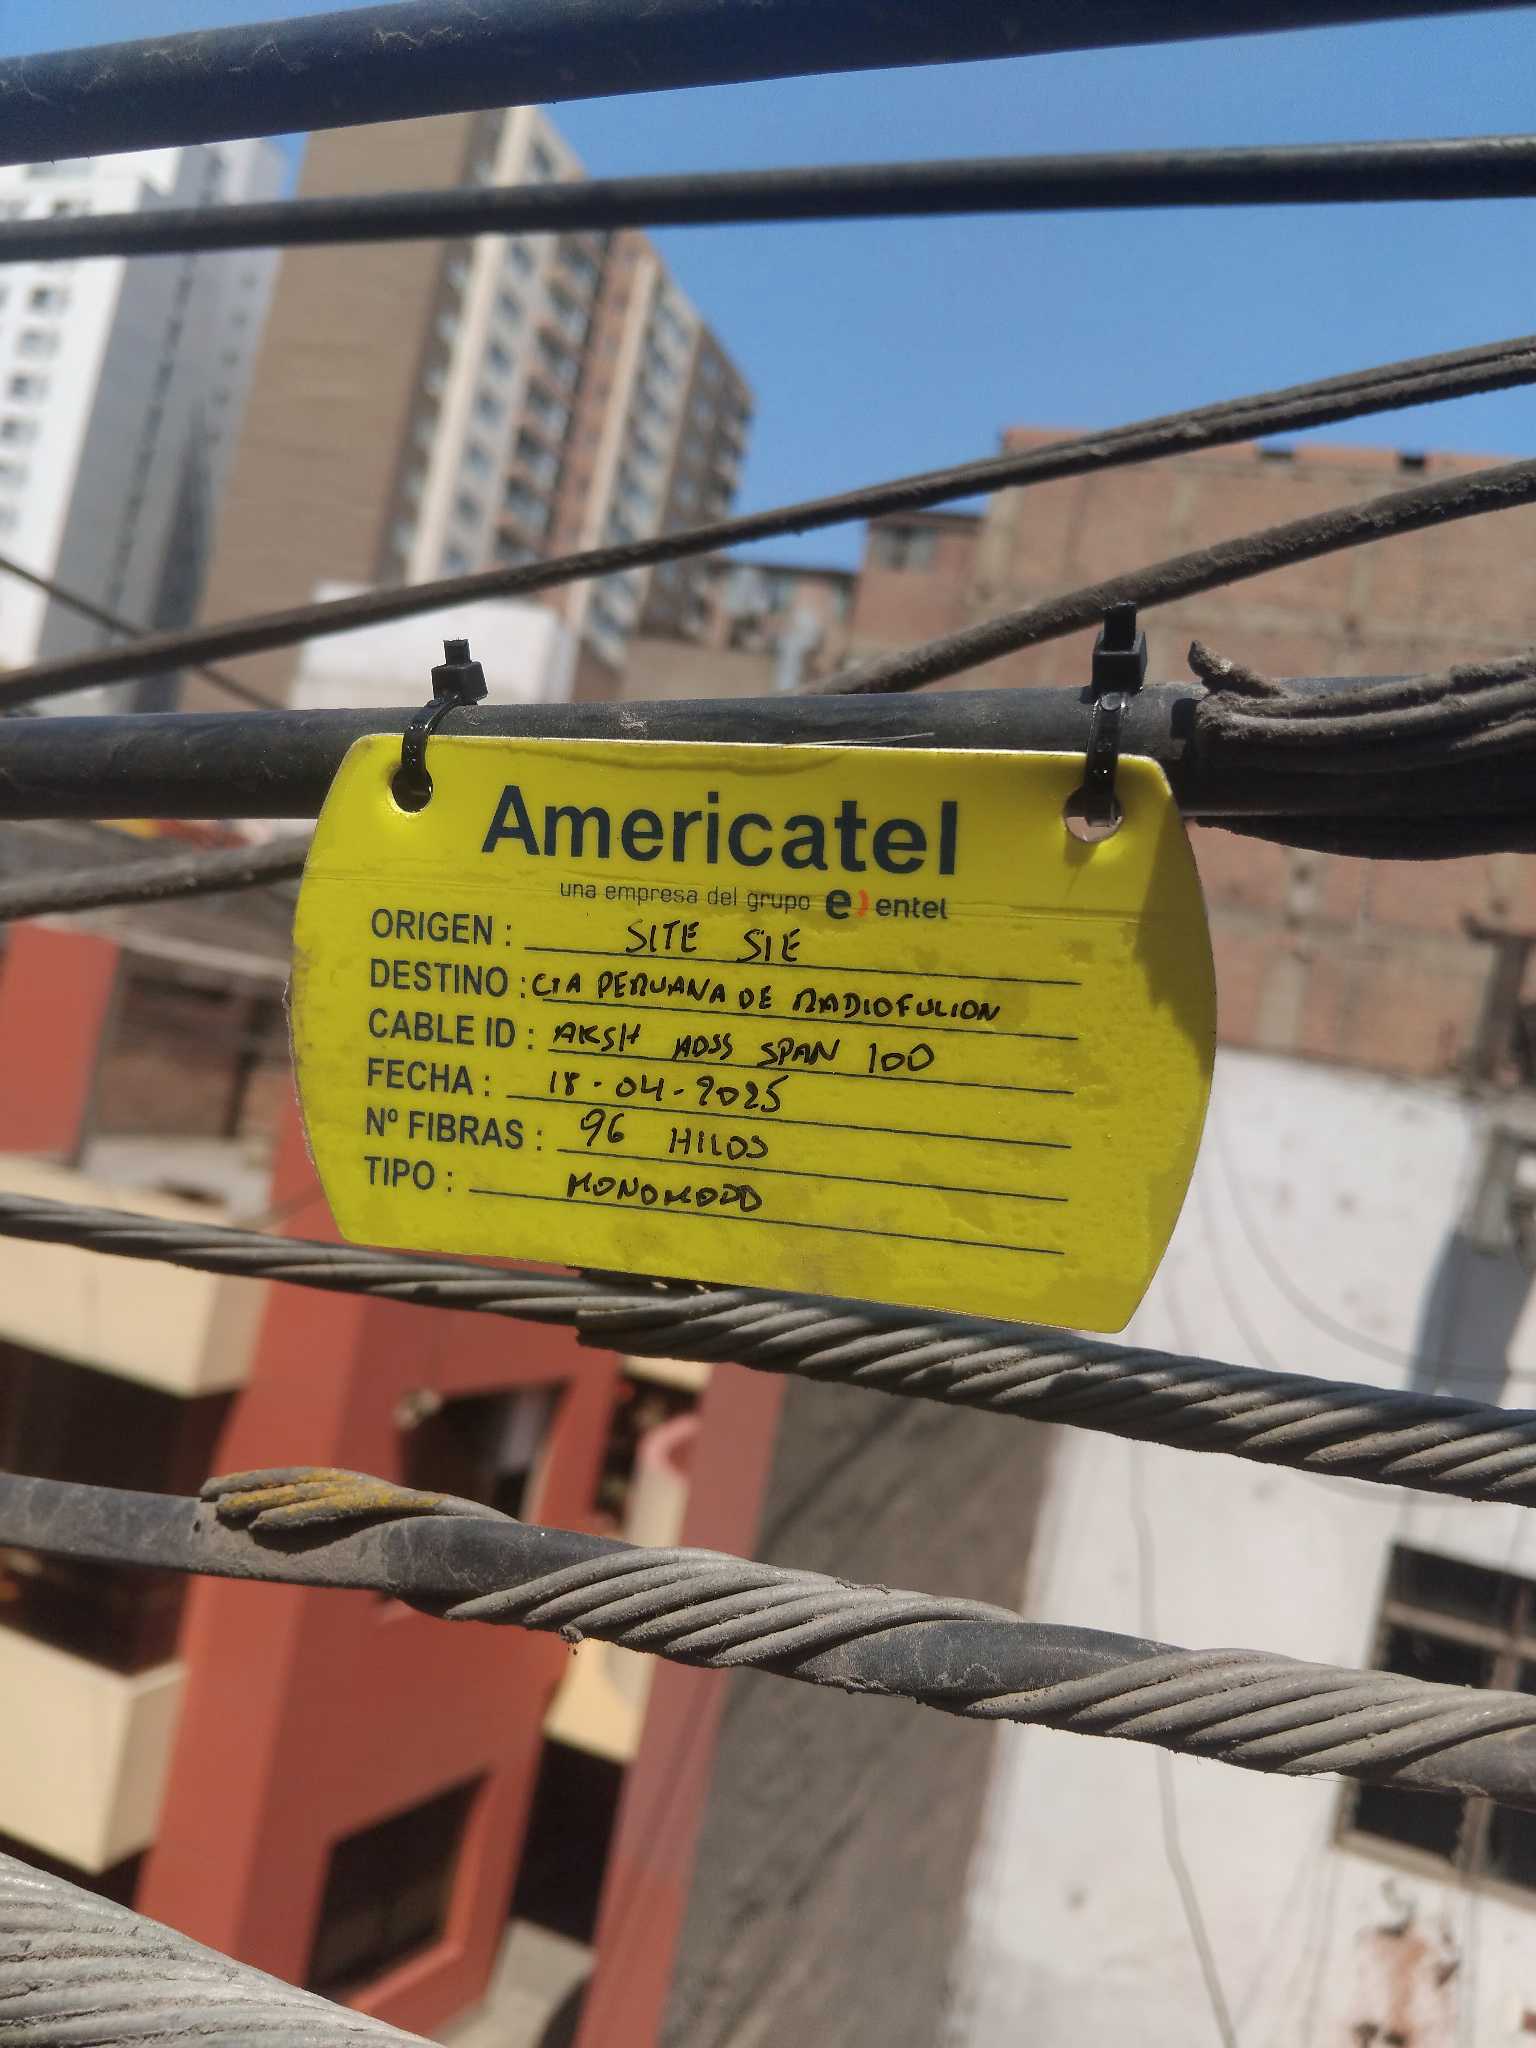 Americatel
una empresa del grupo e) entel
ORIGEN : SITE SIE
DESTINO : CIA PERUANA DE RADIOFULION
CABLE ID : AKSH ADSS SPAN 100
FECHA : 18-04-2025
Nº FIBRAS : 96 HILOS
TIPO : MONOMODO